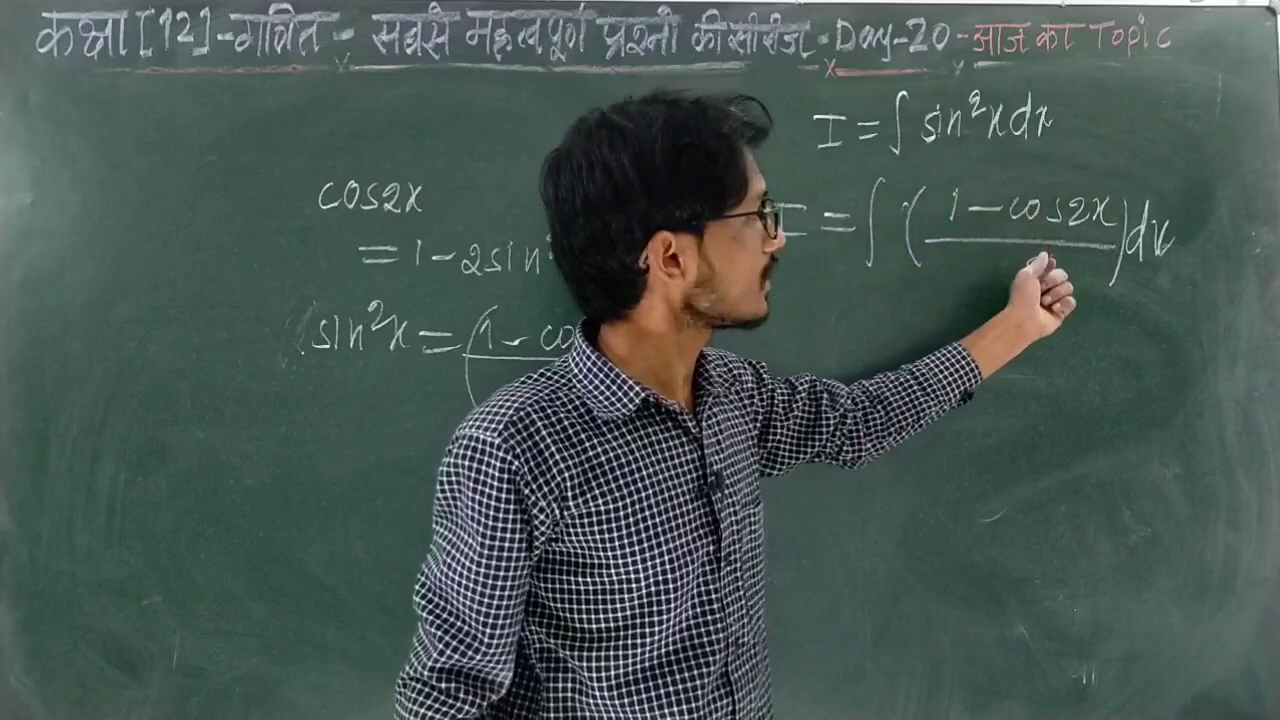 कक्षा [12]-गणित - सबसे महत्वपूर्ण प्रश्नो की सीरीज - Day-20 - आज का Topic
I = ∫ sin²x dx
I = ∫ (1 - cos2x) dx
cos2x
= 1 - 2sin
sin²x = (1 - co